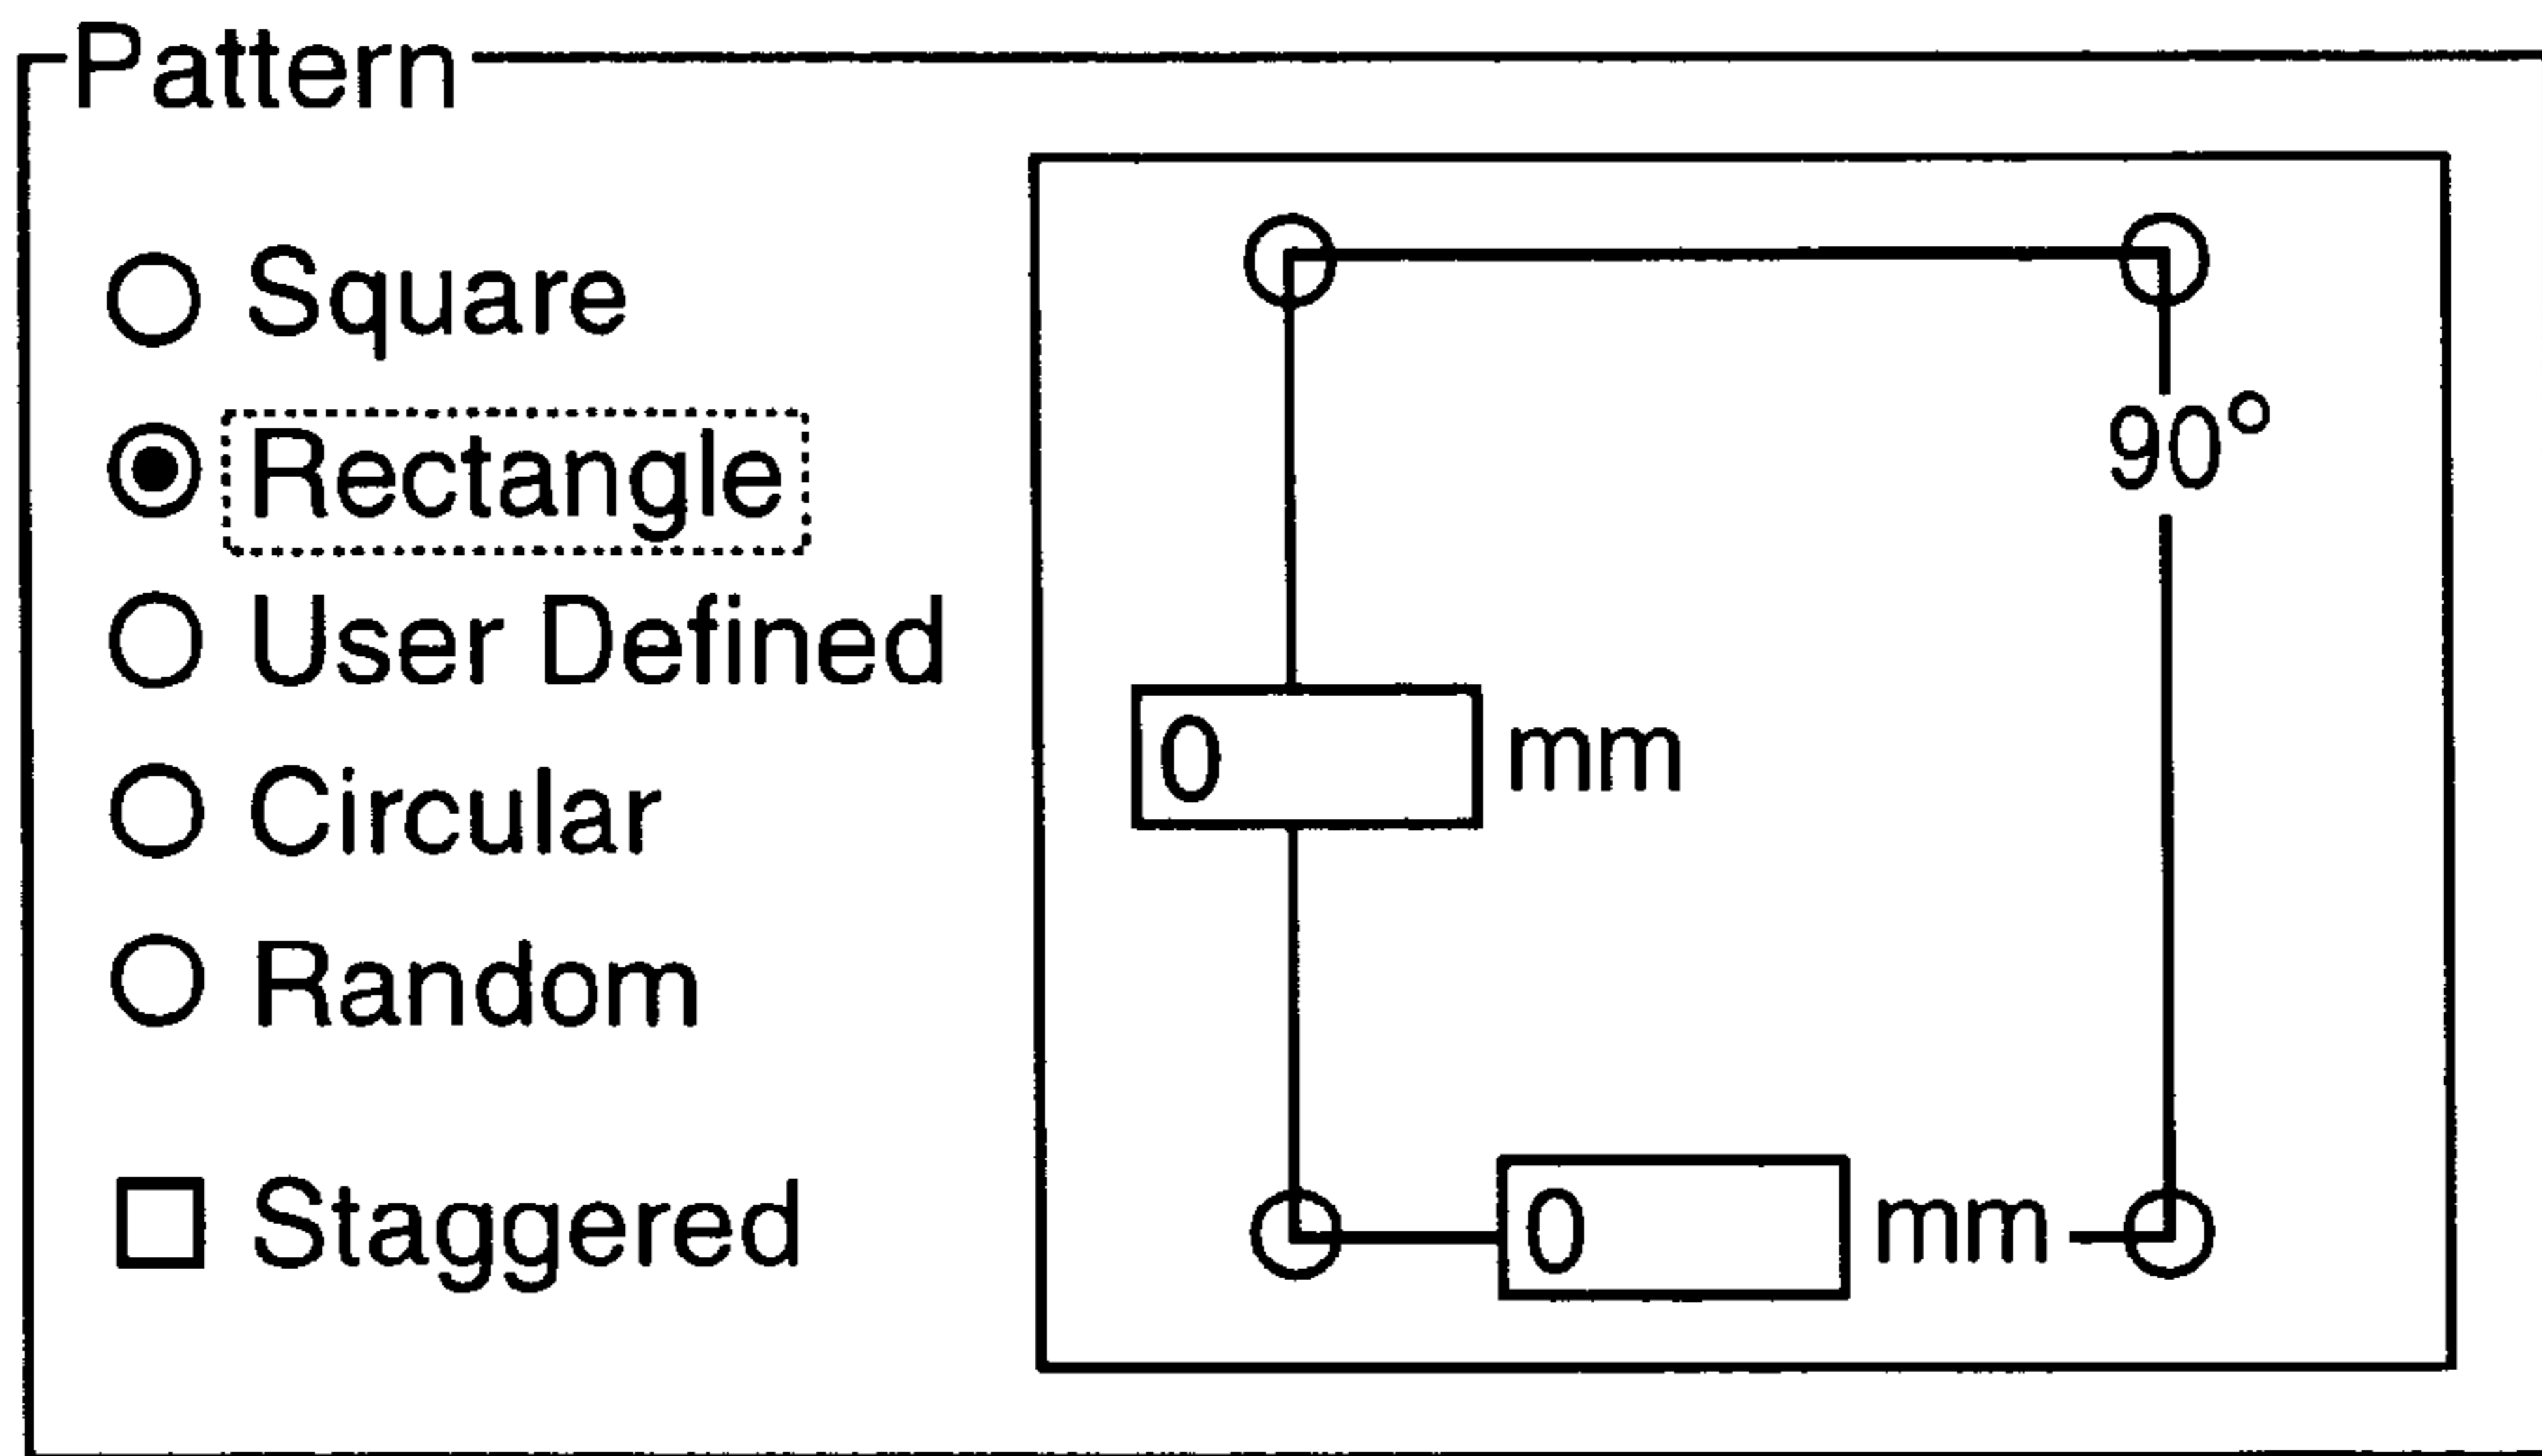 Pattern
Square
Rectangle
User Defined
Circular
Random
Staggered
90°
0 mm
0 mm